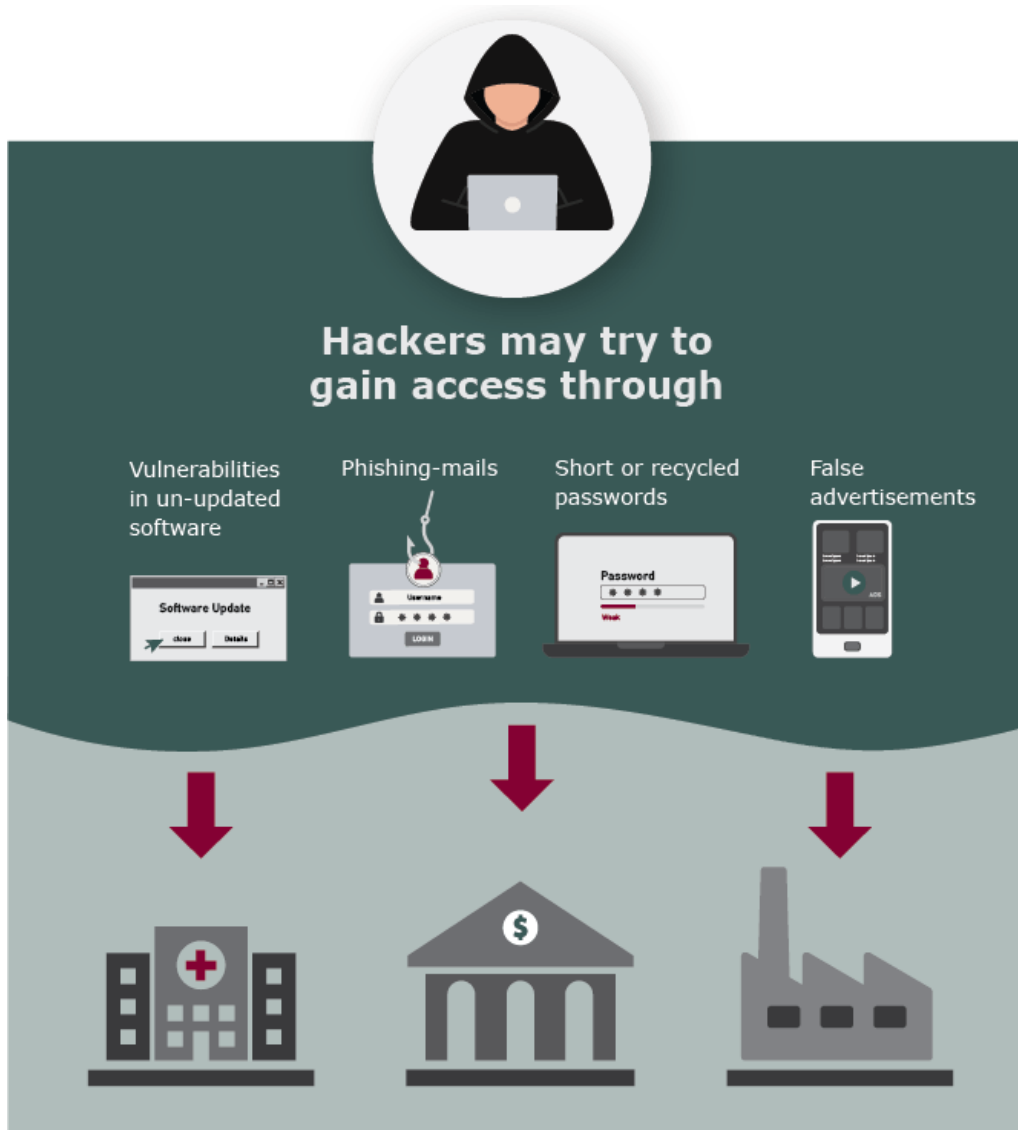 Hackers may try to
gain access through
Vulnerabilities
in un-updated
software
Phishing-mails
Short or recycled
passwords
False
advertisements
Software Update
close
Details
Username
* * * *
LOGIN
Password
* * * *
Weak
ADS
$